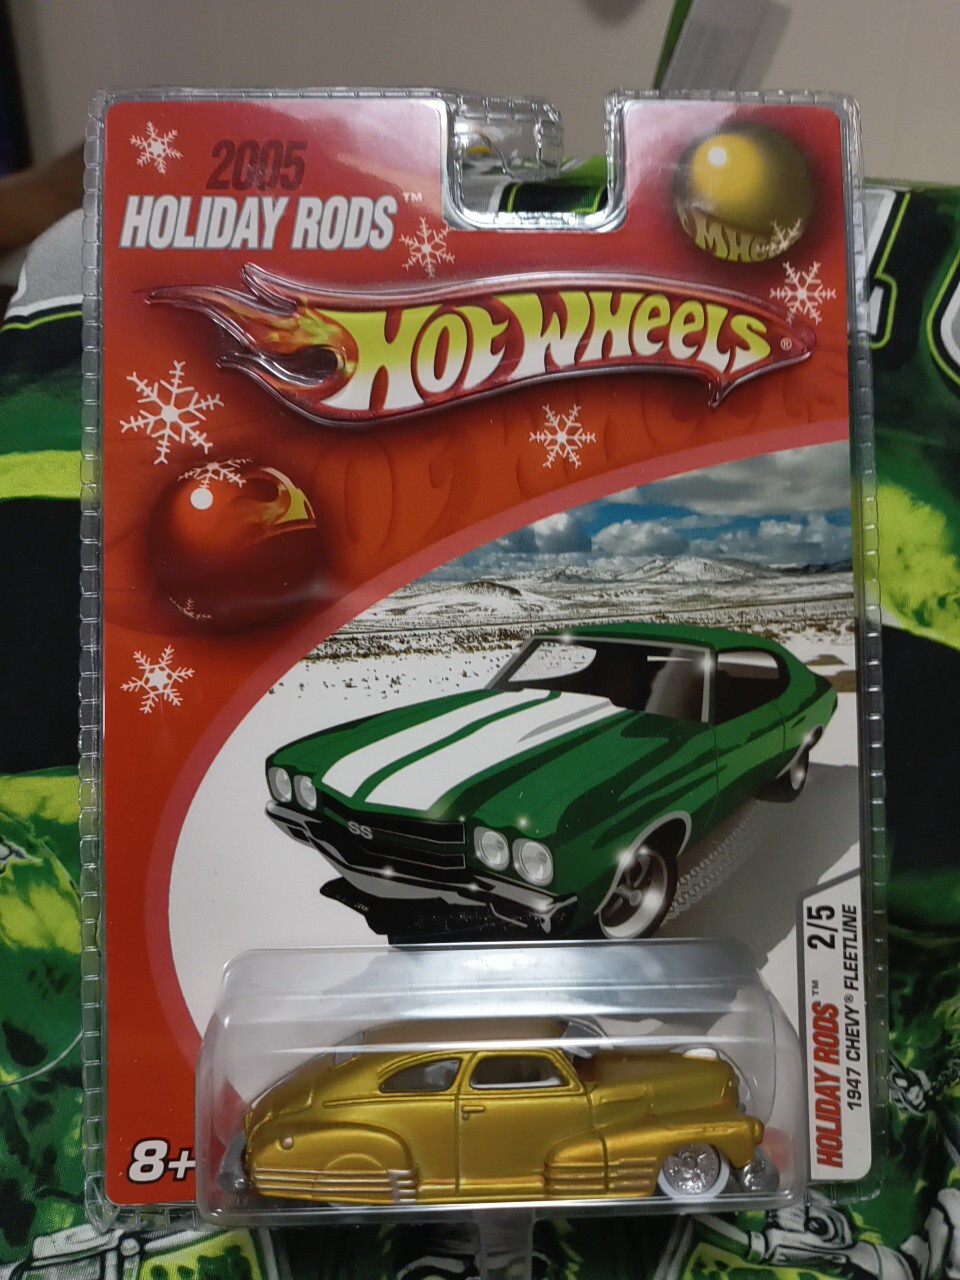 2005
HOLIDAY RODS™
HOT WHEELS®
SS
HOLIDAY RODS™ 2/5
1947 CHEVY® FLEETLINE
8+